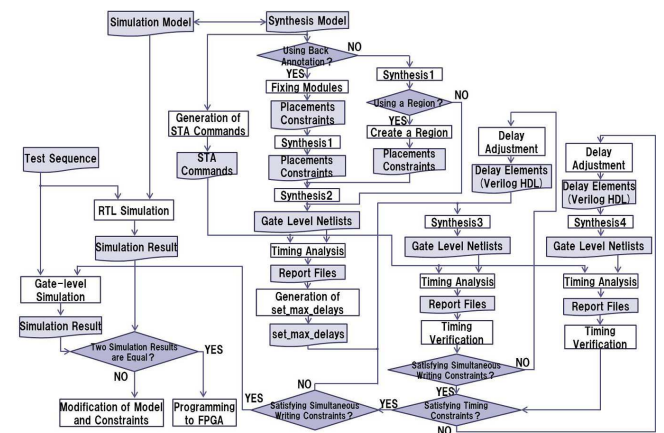 Simulation Model
Synthesis Model
Using Back
Annotation?
NO
YES
Fixing Modules
Synthesis1
Placements
Constraints
Using a Region?
NO
YES
Generation of
STA Commands
Synthesis1
Create a Region
STA
Commands
Placements
Constraints
Placements
Constraints
Delay
Adjustment
Delay Elements
(Verilog HDL)
Delay
Adjustment
Delay Elements
(Verilog HDL)
Test Sequence
Synthesis2
RTL Simulation
Gate Level Netlists
Synthesis3
Synthesis4
Simulation Result
Gate Level Netlists
Gate Level Netlists
Timing Analysis
Report Files
Timing Analysis
Timing Analysis
Gate-level
Simulation
Generation of
set_max_delays
Report Files
Report Files
Simulation Result
set_max_delays
Timing
Verification
Timing
Verification
Two Simulation Results
are Equal?
YES
NO
Satisfying Simultaneous
Writing Constraints?
NO
YES
Modification of Model
and Constraints
Programming
to FPGA
YES
NO
Satisfying Simultaneous
Writing Constraints?
YES
Satisfying Timing
Constraints?
NO